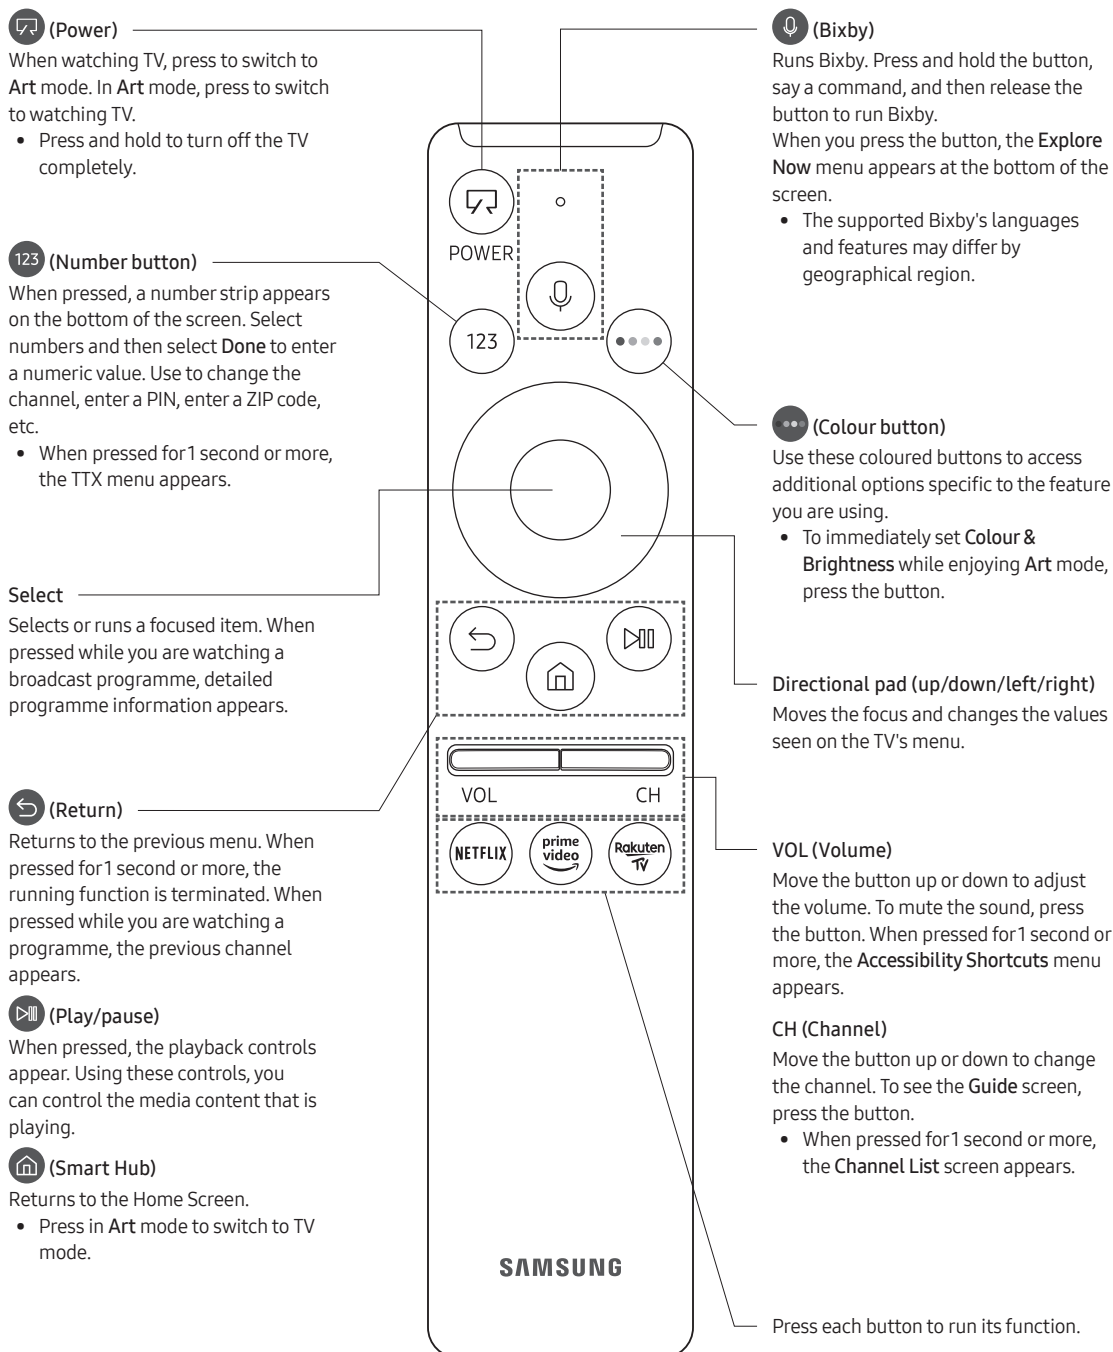 (Power)
When watching TV, press to switch to
Art mode. In Art mode, press to switch
to watching TV.
• Press and hold to turn off the TV
completely.
123 (Number button)
When pressed, a number strip appears
on the bottom of the screen. Select
numbers and then select Done to enter
a numeric value. Use to change the
channel, enter a PIN, enter a ZIP code,
etc.
• When pressed for 1 second or more,
the TTX menu appears.
Select
Selects or runs a focused item. When
pressed while you are watching a
broadcast programme, detailed
programme information appears.
(Return)
Returns to the previous menu. When
pressed for 1 second or more, the
running function is terminated. When
pressed while you are watching a
programme, the previous channel
appears.
(Play/pause)
When pressed, the playback controls
appear. Using these controls, you
can control the media content that is
playing.
(Smart Hub)
Returns to the Home Screen.
• Press in Art mode to switch to TV
mode.
POWER
123
VOL CH
NETFLIX
prime
video
Rakuten
TV
SAMSUNG
(Bixby)
Runs Bixby. Press and hold the button,
say a command, and then release the
button to run Bixby.
When you press the button, the Explore
Now menu appears at the bottom of the
screen.
• The supported Bixby's languages
and features may differ by
geographical region.
(Colour button)
Use these coloured buttons to access
additional options specific to the feature
you are using.
• To immediately set Colour &
Brightness while enjoying Art mode,
press the button.
Directional pad (up/down/left/right)
Moves the focus and changes the values
seen on the TV's menu.
VOL (Volume)
Move the button up or down to adjust
the volume. To mute the sound, press
the button. When pressed for 1 second or
more, the Accessibility Shortcuts menu
appears.
CH (Channel)
Move the button up or down to change
the channel. To see the Guide screen,
press the button.
• When pressed for 1 second or more,
the Channel List screen appears.
Press each button to run its function.